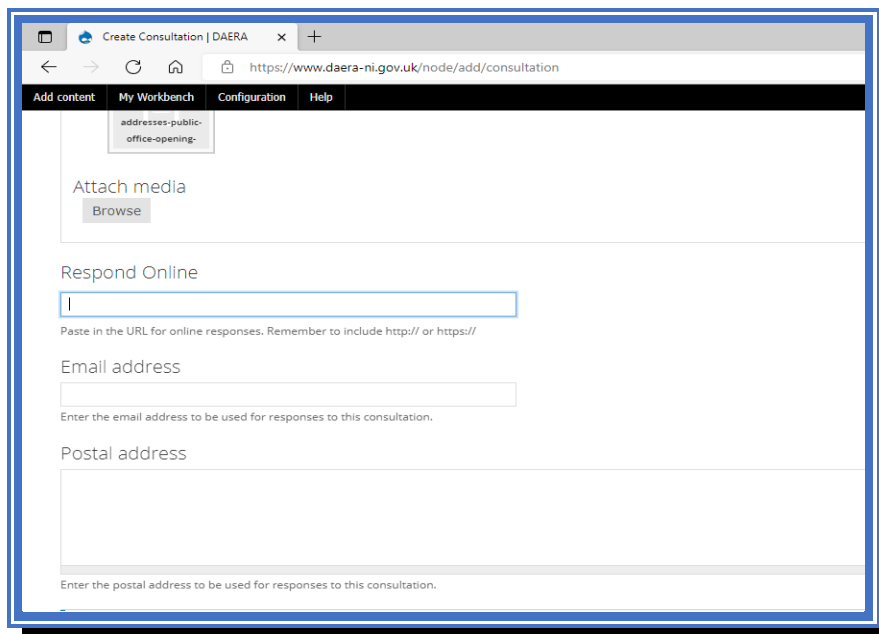 Create Consultation | DAERA
https://www.daera-ni.gov.uk/node/add/consultation
Add content My Workbench Configuration Help
addresses-public-
office-opening-
Attach media
Browse
Respond Online
Paste in the URL for online responses. Remember to include http:// or https://
Email address
Enter the email address to be used for responses to this consultation.
Postal address
Enter the postal address to be used for responses to this consultation.